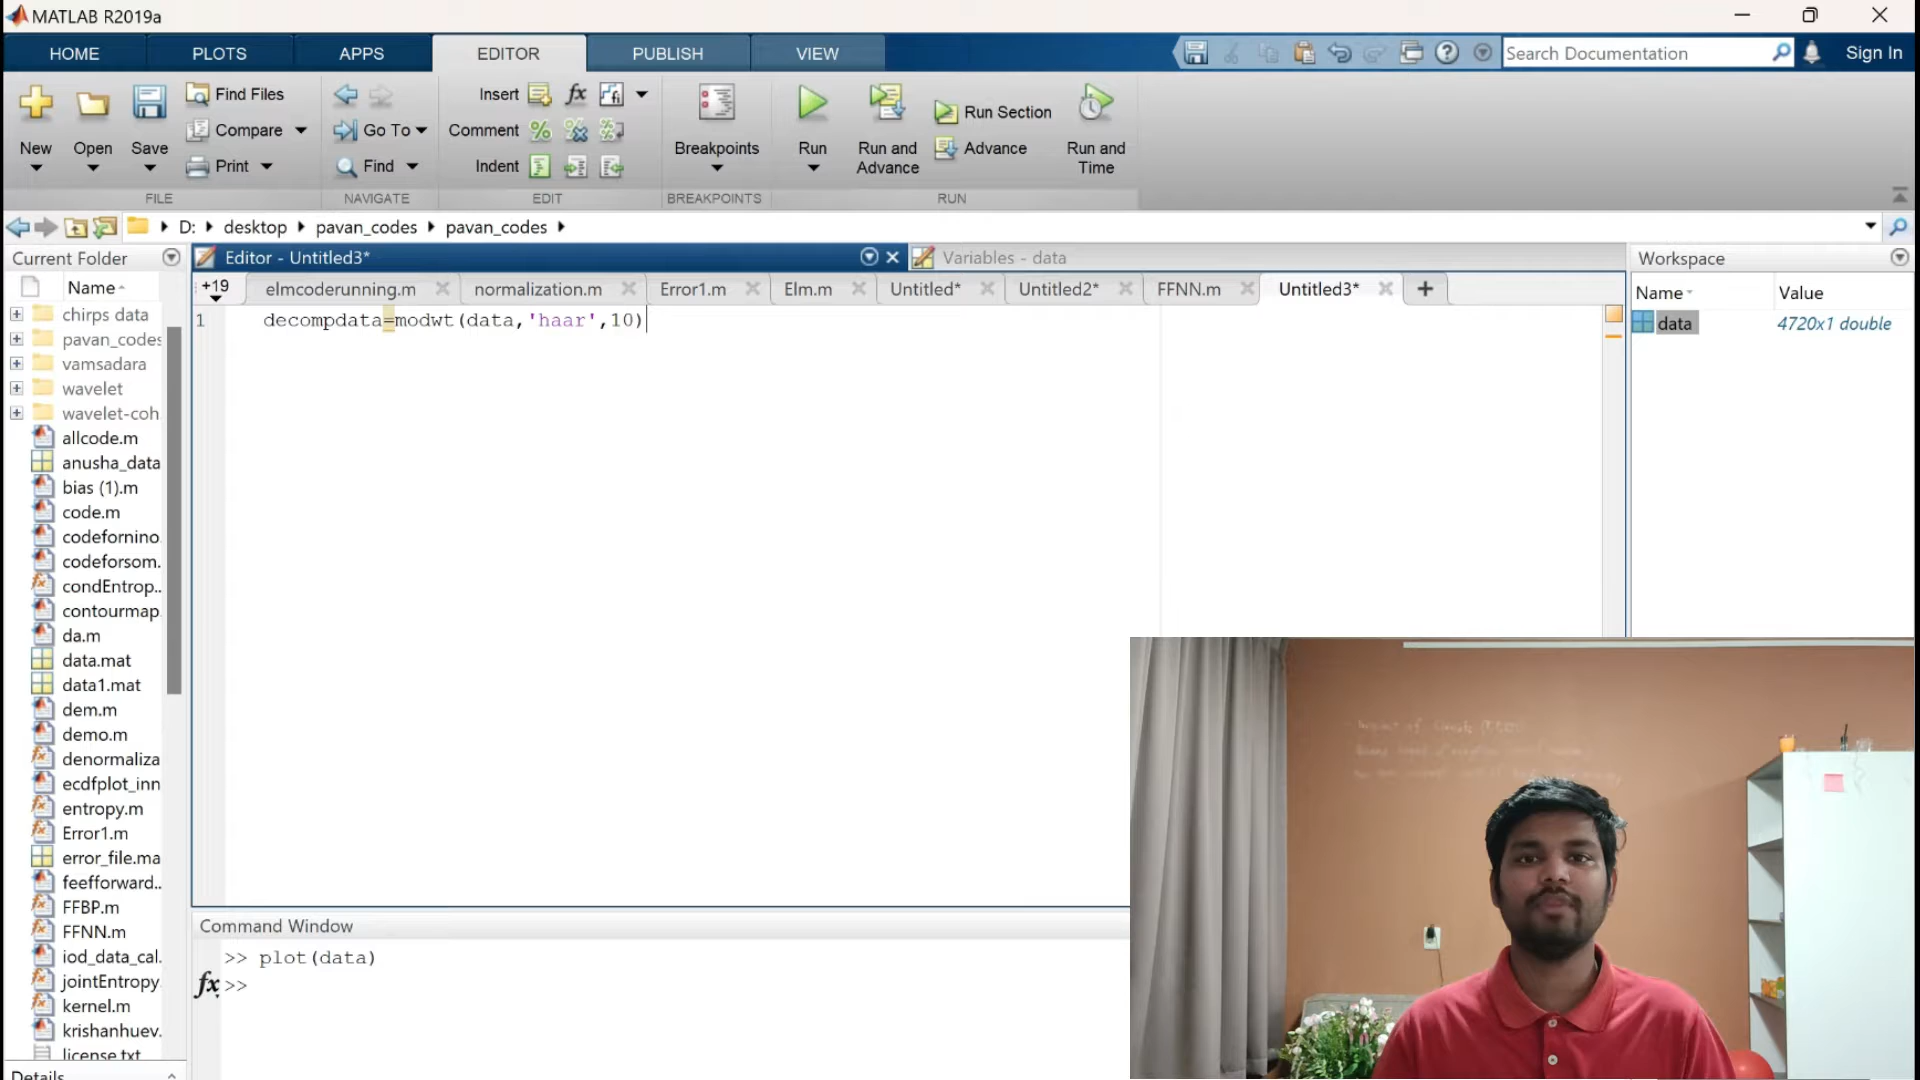 MATLAB R2019a
HOME PLOTS APPS EDITOR PUBLISH VIEW
Search Documentation
Sign In
New
Open
Save
Find Files
Compare
Print
FILE
Go To
Find
NAVIGATE
Insert
Comment
Indent
EDIT
Breakpoints
BREAKPOINTS
Run
Run and Advance
Run Section
Advance
Run and Time
RUN
D: desktop pavan_codes pavan_codes
Current Folder
Name
chirps data
pavan_codes
vamsadara
wavelet
wavelet-coh
allcode.m
anusha_data
bias (1).m
code.m
codefornino.
codeforsom.
condEntrop..
contourmap.
da.m
data.mat
data1.mat
dem.m
demo.m
denormaliza
ecdfplot_inn
entropy.m
Error1.m
error_file.ma
feefforward..
FFBP.m
FFNN.m
iod_data_cal.
jointEntropy.
kernel.m
krishanhuev.
license.txt
Details
Editor - Untitled3*
Variables - data
+19
elmcoderunning.m
normalization.m
Error1.m
Elm.m
Untitled*
Untitled2*
FFNN.m
Untitled3*
1 decompdata=modwt(data,'haar',10)
Command Window
>> plot(data)
fx >>
Workspace
Name Value
data 4720x1 double